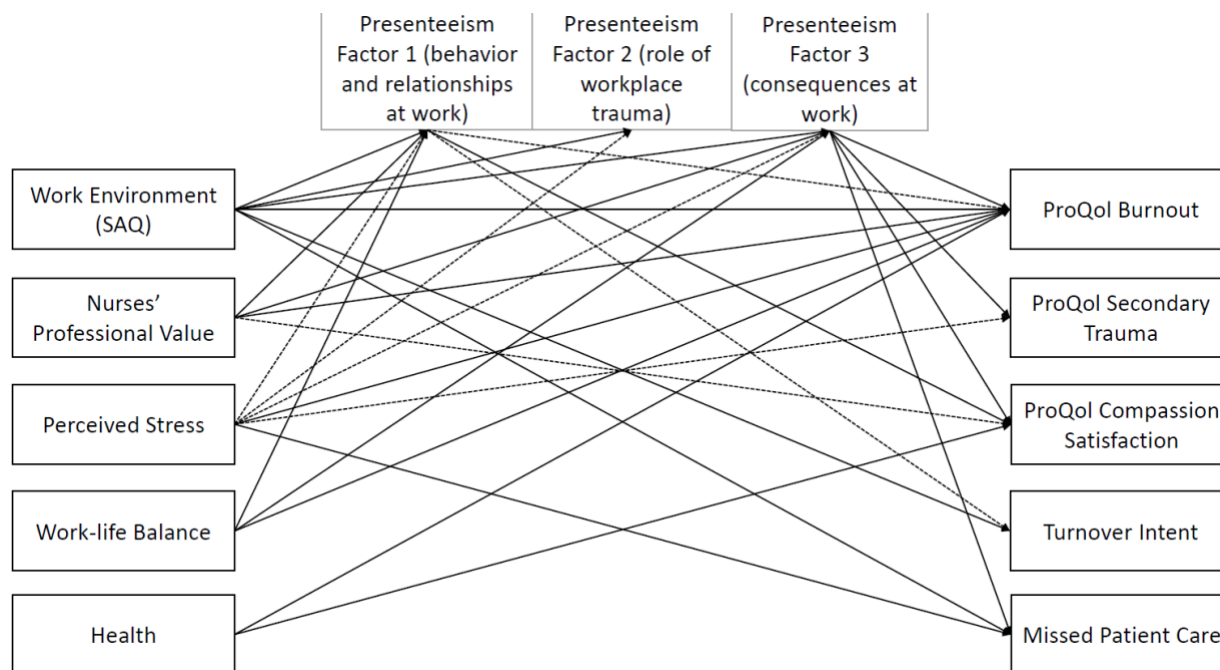 Presenteeism
Factor 1 (behavior
and relationships
at work)
Presenteeism
Factor 2 (role of
workplace
trauma)
Presenteeism
Factor 3
(consequences at
work)
Work Environment
(SAQ)
Nurses’
Professional Value
Perceived Stress
Work-life Balance
Health
ProQol Burnout
ProQol Secondary
Trauma
ProQol Compassion
Satisfaction
Turnover Intent
Missed Patient Care